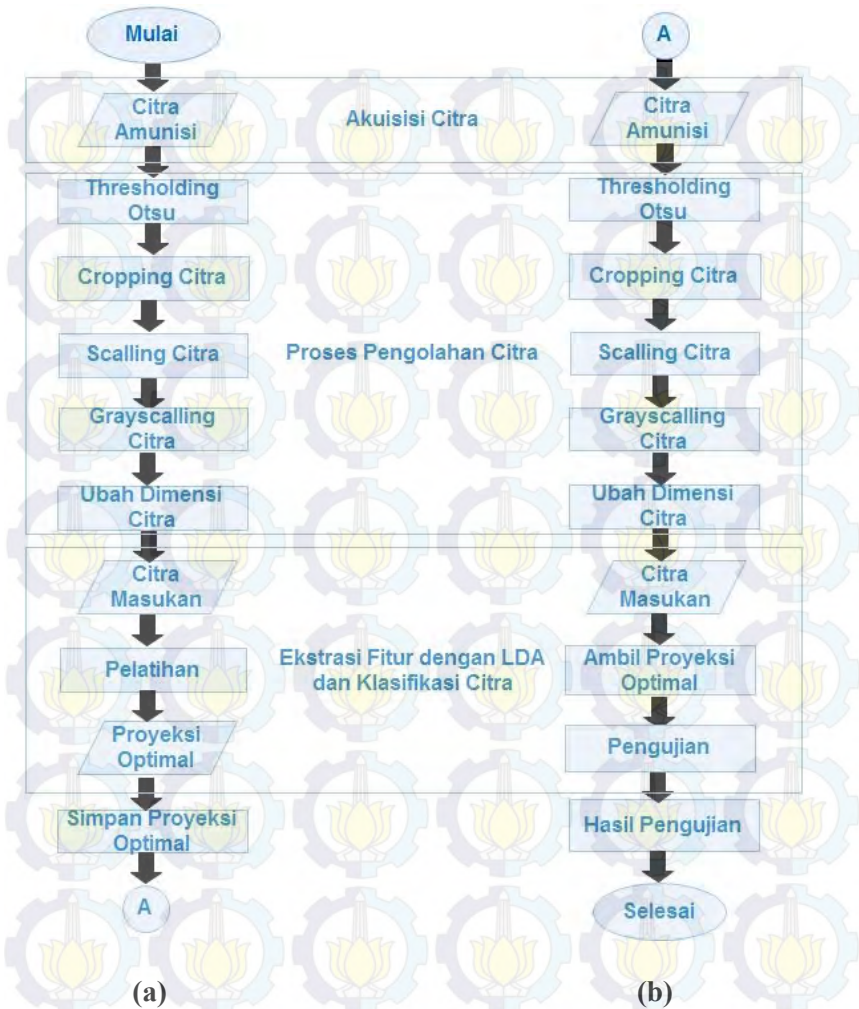 Mulai
Citra
Amunisi
Thresholding
Otsu
Cropping Citra
Scalling Citra
Grayscalling
Citra
Ubah Dimensi
Citra
Citra
Masukan
Pelatihan
Proyeksi
Optimal
Simpan Proyeksi
Optimal
A
(a)
Akuisisi Citra
Proses Pengolahan Citra
Ekstrasi Fitur dengan LDA
dan Klasifikasi Citra
A
Citra
Amunisi
Thresholding
Otsu
Cropping Citra
Scalling Citra
Grayscalling
Citra
Ubah Dimensi
Citra
Citra
Masukan
Ambil Proyeksi
Optimal
Pengujian
Hasil Pengujian
Selesai
(b)